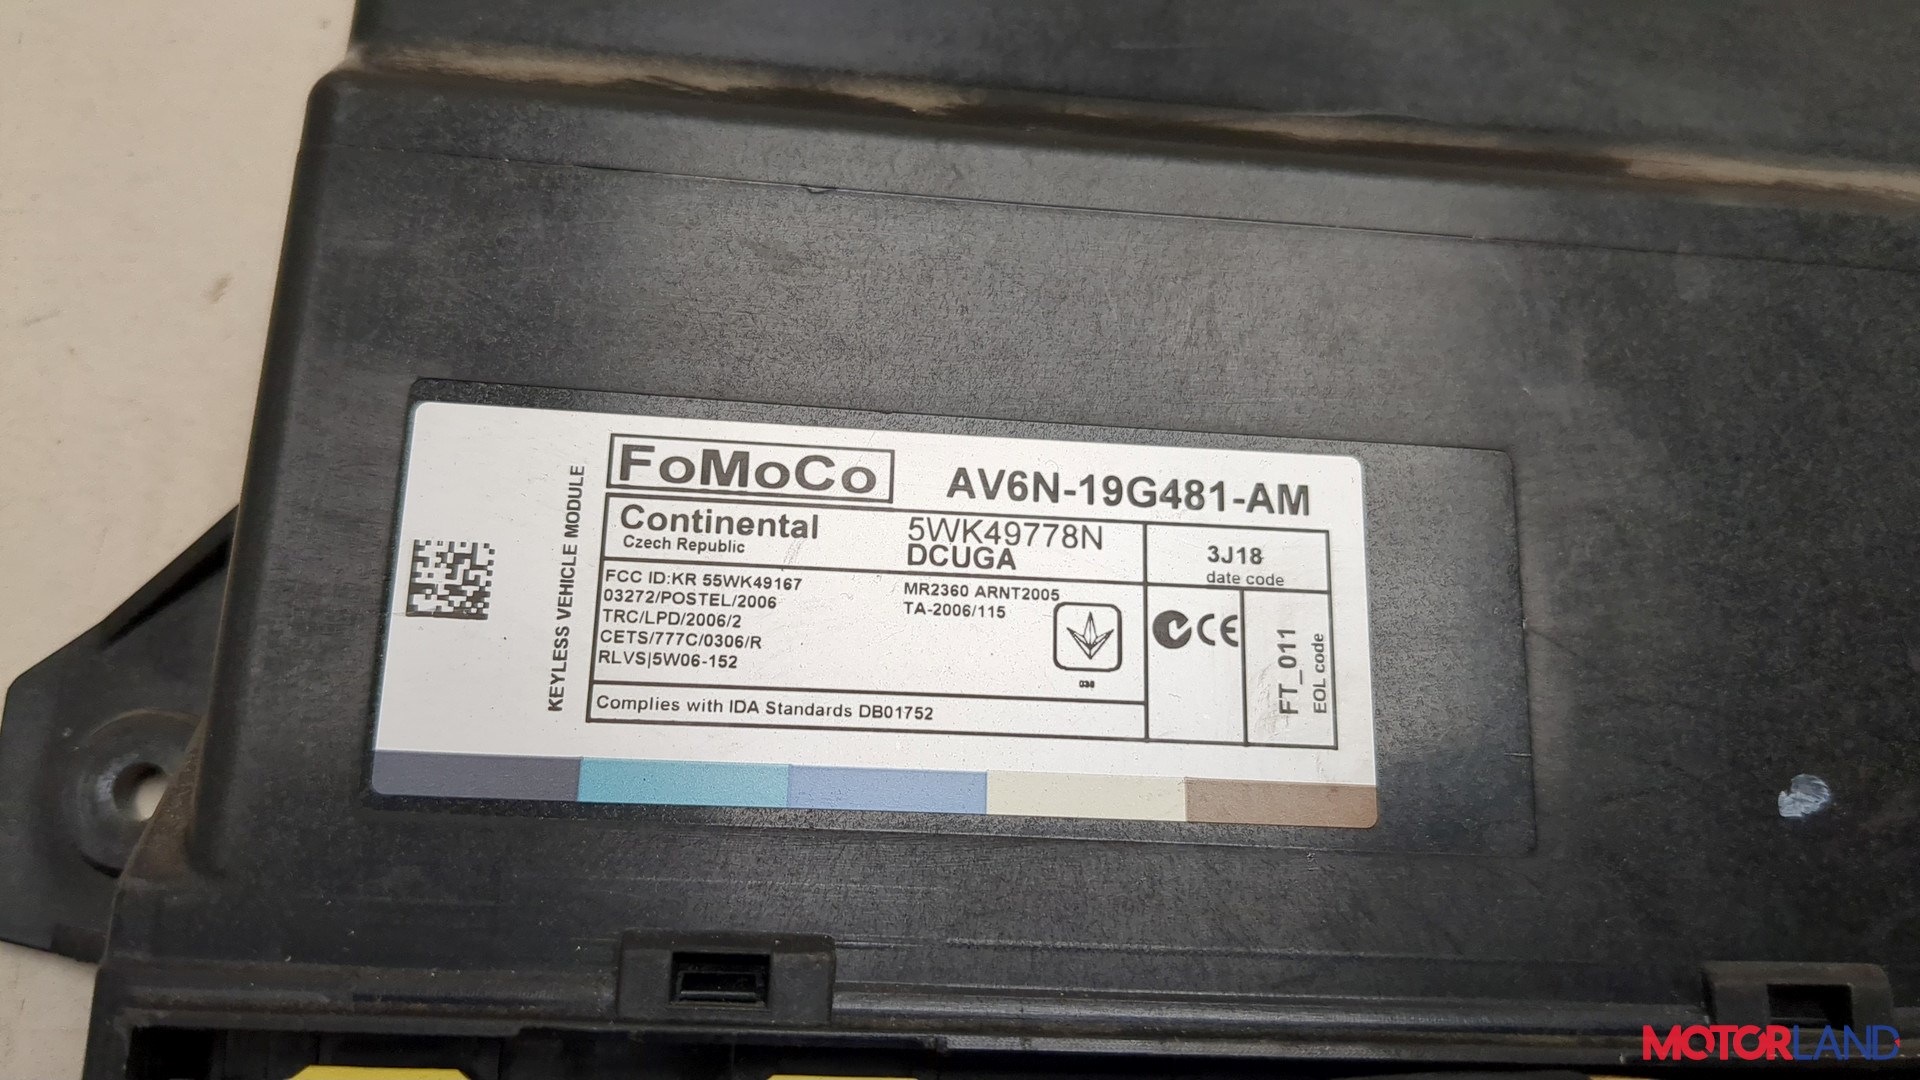 KEYLESS VEHICLE MODULE
FoMoCo
AV6N-19G481-AM
Continental
Czech Republic
5WK49778N
DCUGA
3J18
date code
FCC ID:KR 55WK49167
03272/POSTEL/2006
TRC/LPD/2006/2
CETS/777C/0306/R
RLVS|5W06-152
MR2360 ARNT2005
TA-2006/115
CE
FT_011
EOL code
Complies with IDA Standards DB01752
MOTORLAND